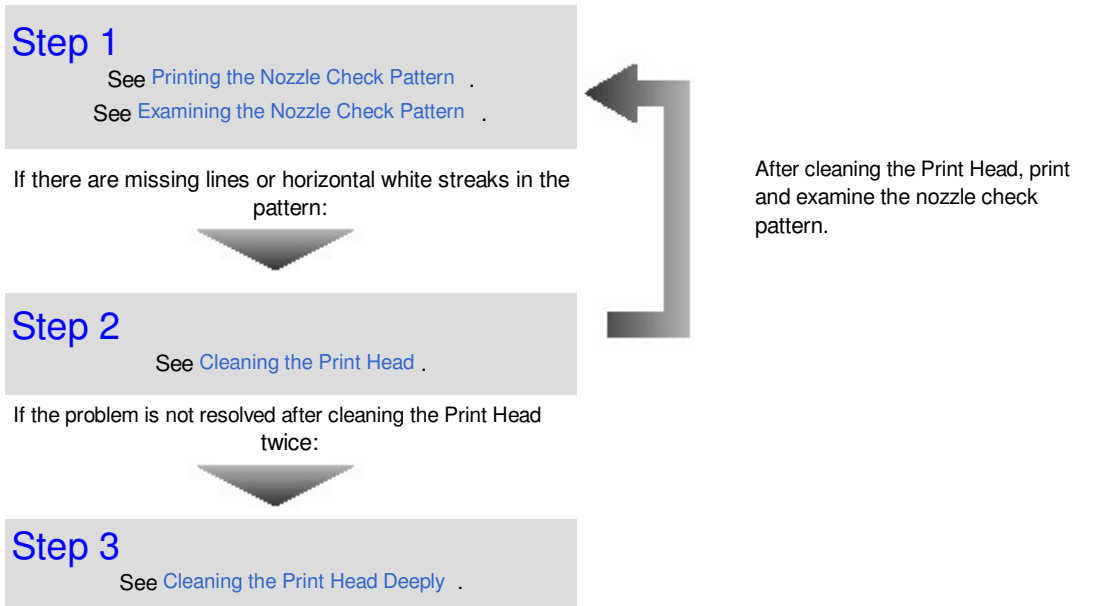 Step 1
See Printing the Nozzle Check Pattern .
See Examining the Nozzle Check Pattern .
If there are missing lines or horizontal white streaks in the
pattern:
After cleaning the Print Head, print
and examine the nozzle check
pattern.
Step 2
See Cleaning the Print Head .
If the problem is not resolved after cleaning the Print Head
twice:
Step 3
See Cleaning the Print Head Deeply .